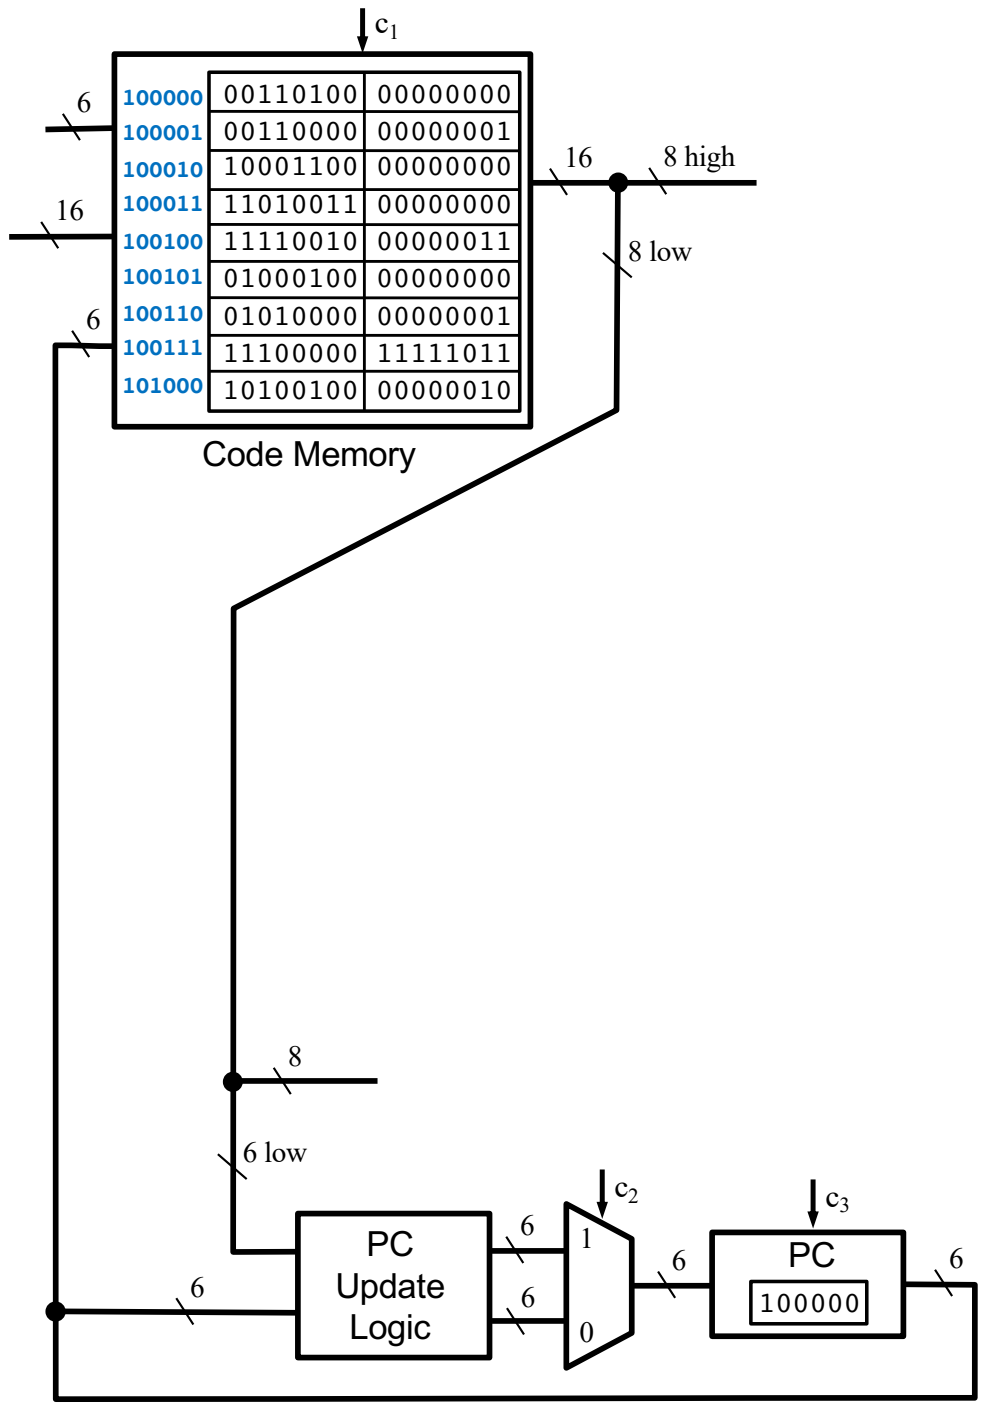 c1
6
16
6
100000 00110100 00000000
100001 00110000 00000001
100010 10001100 00000000
100011 11010011 00000000
100100 11110010 00000011
100101 01000100 00000000
100110 01010000 00000001
100111 11100000 11111011
101000 10100100 00000010
Code Memory
16
8 high
8 low
8
6 low
6
PC
Update
Logic
6
6
c2
1
0
6
c3
PC
100000
6